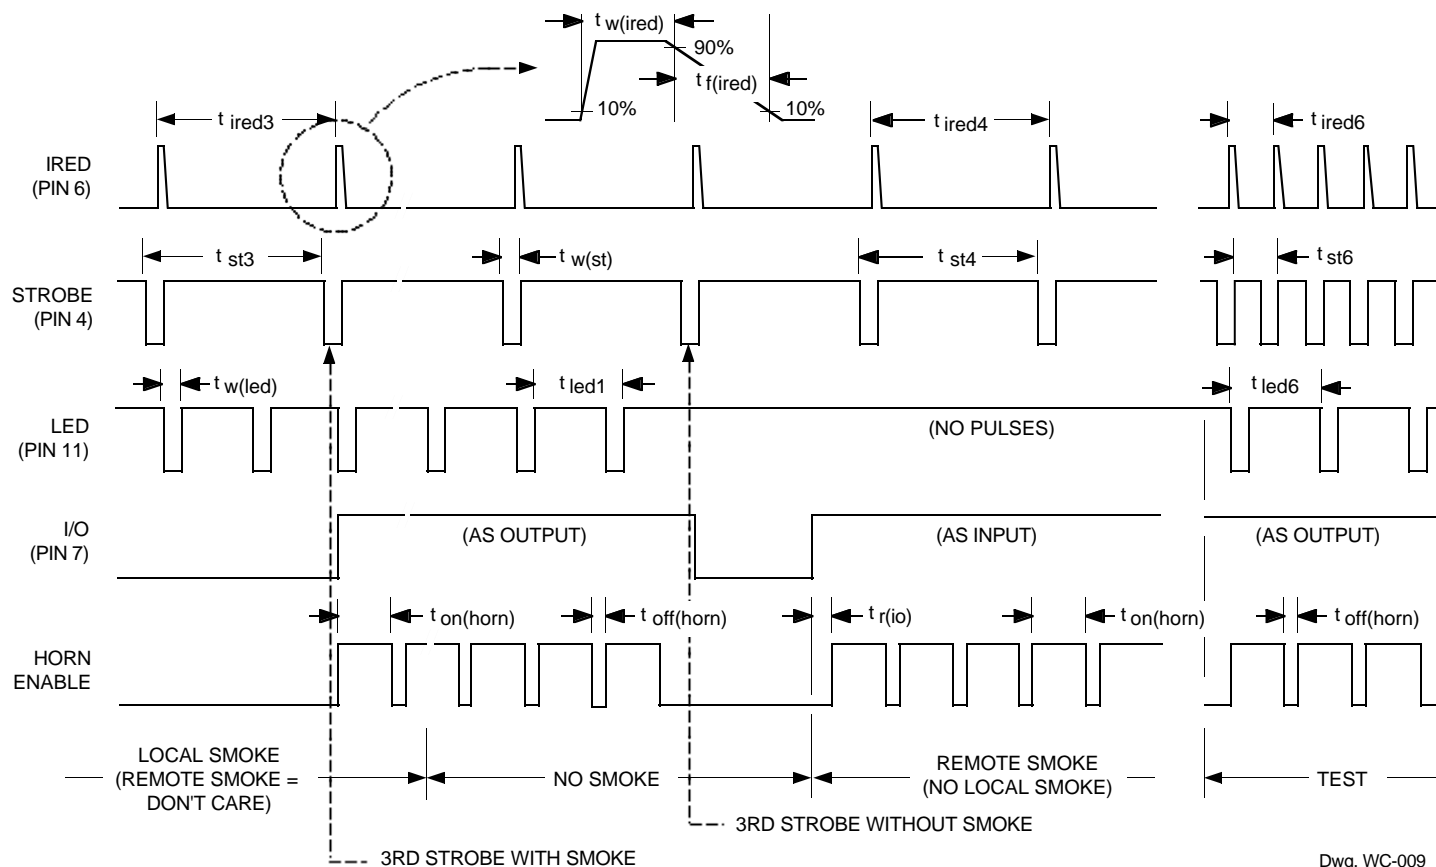 t w(ired)
90%
t f(ired)
10%
10%
t ired3
t ired4
t ired6
IRED
(PIN 6)
t st3
t w(st)
t st4
t st6
STROBE
(PIN 4)
t w(led)
t led1
t led6
LED
(PIN 11)
(NO PULSES)
I/O
(PIN 7)
(AS OUTPUT)
(AS INPUT)
(AS OUTPUT)
t on(horn)
t off(horn)
t r(io)
t on(horn)
t off(horn)
HORN
ENABLE
LOCAL SMOKE
(REMOTE SMOKE =
DON'T CARE)
NO SMOKE
REMOTE SMOKE
(NO LOCAL SMOKE)
TEST
3RD STROBE WITHOUT SMOKE
3RD STROBE WITH SMOKE
Dwg. WC-009